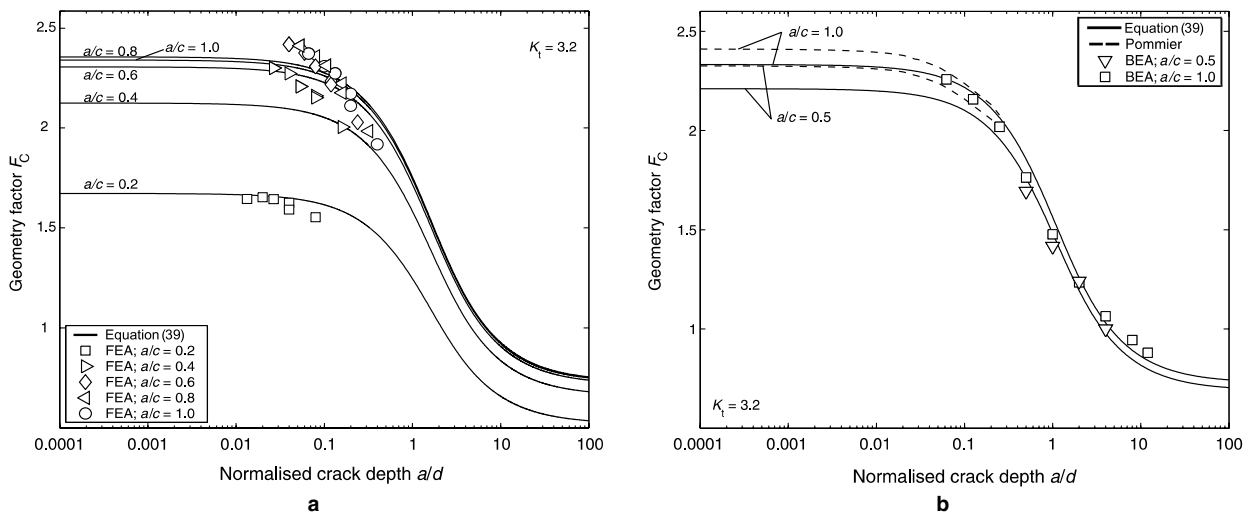 2.5
2
1.5
1
Geometry factor F_C
a/c = 0.8
a/c = 1.0
a/c = 0.6
a/c = 0.4
a/c = 0.2
K_t = 3.2
Equation (39)
FEA; a/c = 0.2
FEA; a/c = 0.4
FEA; a/c = 0.6
FEA; a/c = 0.8
FEA; a/c = 1.0
0.0001 0.001 0.01 0.1 1 10 100
Normalised crack depth a/d
a
2.5
2
1.5
1
Geometry factor F_C
a/c = 1.0
a/c = 0.5
Equation (39)
Pommier
BEA; a/c = 0.5
BEA; a/c = 1.0
K_t = 3.2
0.0001 0.001 0.01 0.1 1 10 100
Normalised crack depth a/d
b